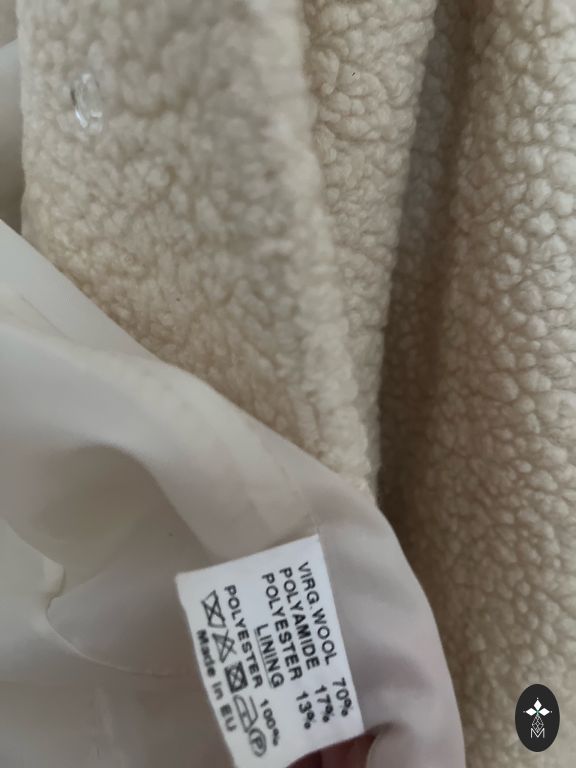 VIRG.WOOL 70%
POLYAMIDE 17%
POLYESTER 13%
LINING
POLYESTER 100%
P
Made in EU
M